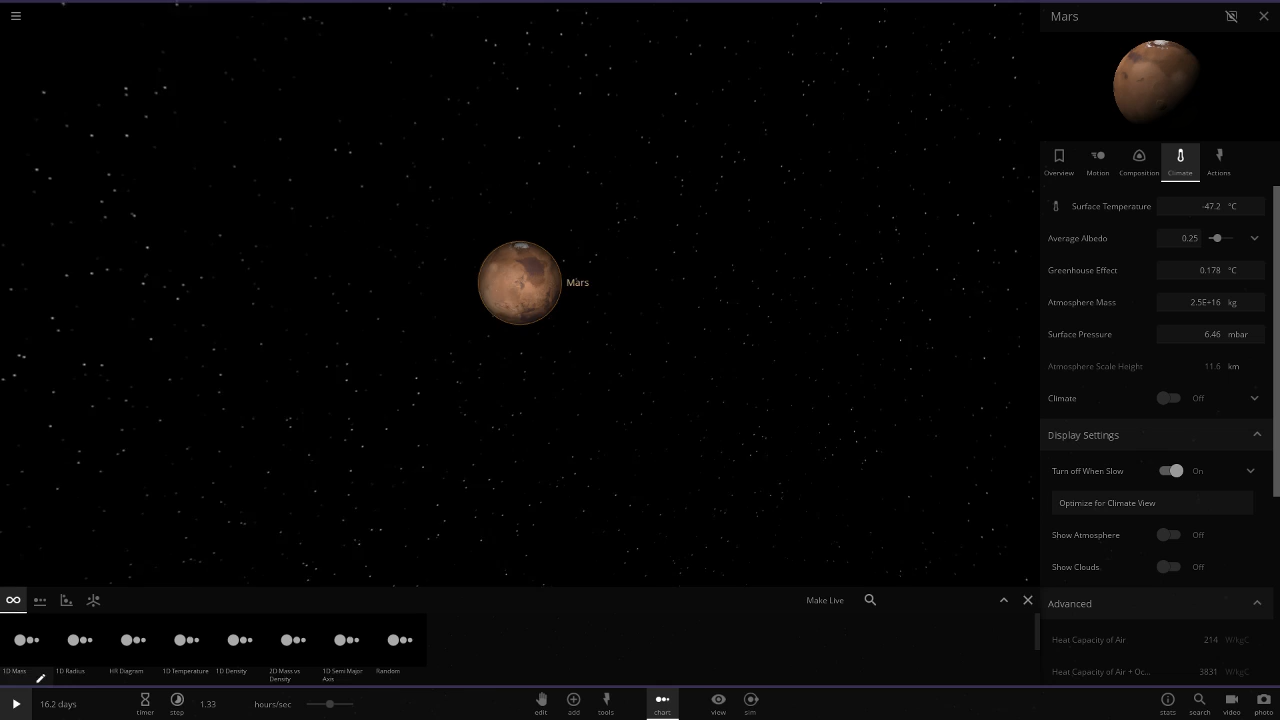 Mars
Overview Motion Composition Climate Actions
Surface Temperature -47.2 °C
Average Albedo 0.25
Greenhouse Effect 0.178 °C
Atmosphere Mass 2.5E+16 kg
Surface Pressure 6.46 mbar
Atmosphere Scale Height 11.6 km
Climate Off
Display Settings
Turn off When Slow On
Optimize for Climate View
Show Atmosphere Off
Show Clouds Off
Advanced
Heat Capacity of Air 214 W/kgC
Heat Capacity of Air + Oc... 3831 W/kgC
Mars
Make Live
1D Mass 1D Radius HR Diagram 1D Temperature 1D Density 2D Mass vs Density 1D Semi Major Axis Random
16.2 days timer step 1.33 hours/sec edit add tools chart view sim stats search video photo